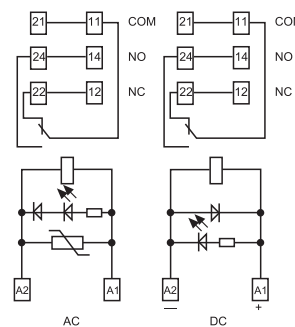 21 11 COM 21 11 CO
24 14 NO 24 14 NO
22 12 NC 22 12 NC
A2 A1 A2 A1
— +
AC DC